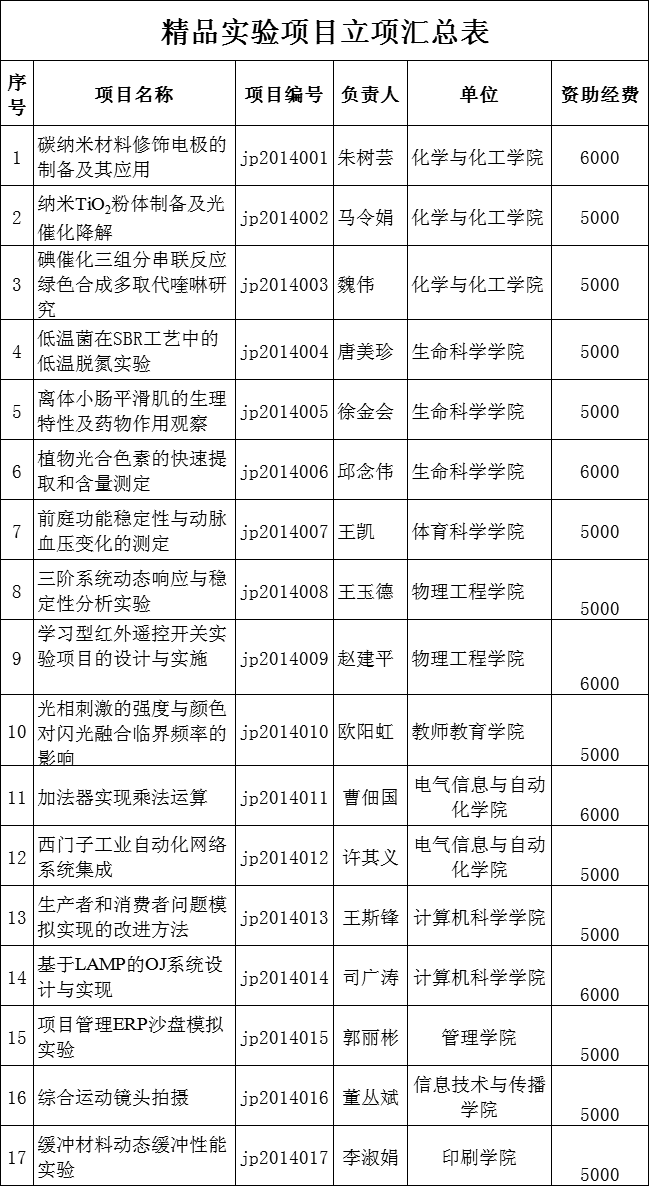 精品实验项目立项汇总表
序号 项目名称 项目编号 负责人 单位 资助经费
1 碳纳米材料修饰电极的制备及其应用 jp2014001 朱树芸 化学与化工学院 6000
2 纳米TiO2粉体制备及光催化降解 jp2014002 马令娟 化学与化工学院 5000
3 碘催化三组分串联反应绿色合成多取代喹啉研究 jp2014003 魏伟 化学与化工学院 5000
4 低温菌在SBR工艺中的低温脱氮实验 jp2014004 唐美珍 生命科学学院 5000
5 离体小肠平滑肌的生理特性及药物作用观察 jp2014005 徐金会 生命科学学院 5000
6 植物光合色素的快速提取和含量测定 jp2014006 邱念伟 生命科学学院 6000
7 前庭功能稳定性与动脉血压变化的测定 jp2014007 王凯 体育科学学院 5000
8 三阶系统动态响应与稳定性分析实验 jp2014008 王玉德 物理工程学院 5000
9 学习型红外遥控开关实验项目的设计与实施 jp2014009 赵建平 物理工程学院 6000
10 光相刺激的强度与颜色对闪光融合临界频率的影响 jp2014010 欧阳虹 教师教育学院 5000
11 加法器实现乘法运算 jp2014011 曹佃国 电气信息与自动化学院 6000
12 西门子工业自动化网络系统集成 jp2014012 许其义 电气信息与自动化学院 5000
13 生产者和消费者问题模拟实现的改进方法 jp2014013 王斯锋 计算机科学学院 5000
14 基于LAMP的OJ系统设计与实现 jp2014014 司广涛 计算机科学学院 6000
15 项目管理ERP沙盘模拟实验 jp2014015 郭丽彬 管理学院 5000
16 综合运动镜头拍摄 jp2014016 董丛斌 信息技术与传播学院 5000
17 缓冲材料动态缓冲性能实验 jp2014017 李淑娟 印刷学院 5000